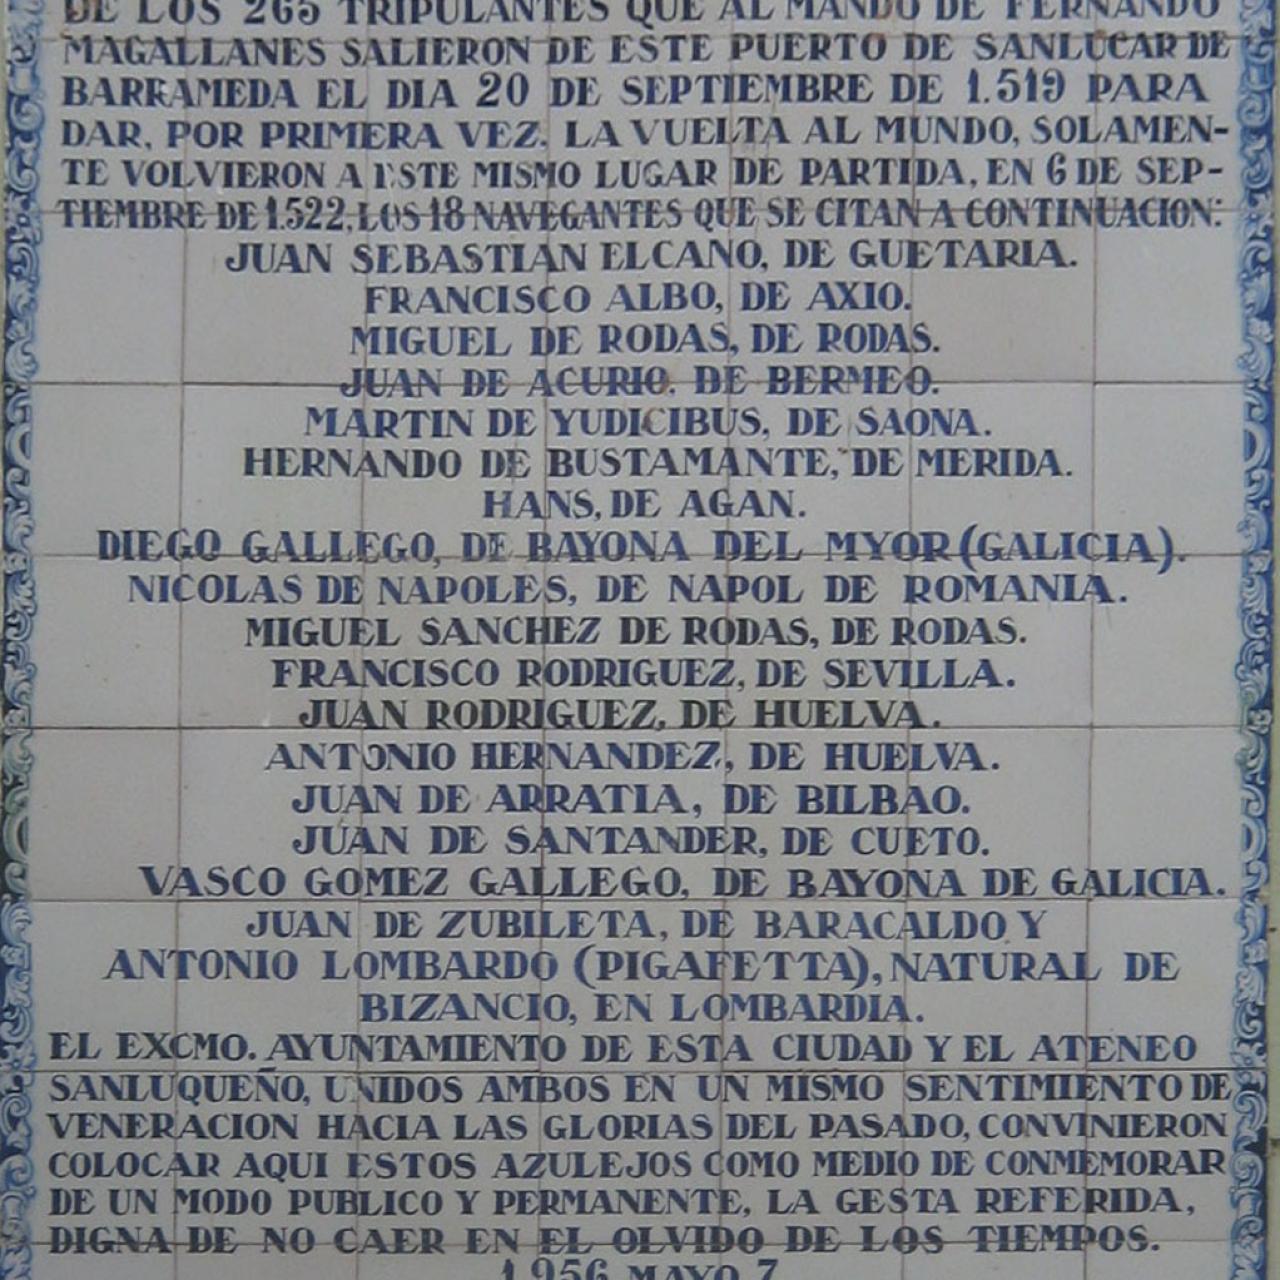 DE LOS 265 TRIPULANTES QUE AL MANDO DE FERNANDO
MAGALLANES SALIERON DE ESTE PUERTO DE SANLUCAR DE
BARRAMEDA EL DIA 20 DE SEPTIEMBRE DE 1.519 PARA
DAR, POR PRIMERA VEZ, LA VUELTA AL MUNDO, SOLAMEN-
TE VOLVIERON A ESTE MISMO LUGAR DE PARTIDA, EN 6 DE SEP-
TIEMBRE DE 1.522, LOS 18 NAVEGANTES QUE SE CITAN A CONTINUACION:
JUAN SEBASTIAN ELCANO, DE GUETARIA.
FRANCISCO ALBO, DE AXIO.
MIGUEL DE RODAS, DE RODAS.
JUAN DE ACURIO. DE BERMEO.
MARTIN DE YUDICIBUS, DE SAONA.
HERNANDO DE BUSTAMANTE, DE MERIDA.
HANS, DE AGAN.
DIEGO GALLEGO, DE BAYONA DEL MYOR (GALICIA).
NICOLAS DE NAPOLES, DE NAPOL DE ROMANIA.
MIGUEL SANCHEZ DE RODAS, DE RODAS.
FRANCISCO RODRIGUEZ, DE SEVILLA.
JUAN RODRIGUEZ, DE HUELVA.
ANTONIO HERNANDEZ, DE HUELVA.
JUAN DE ARRATIA, DE BILBAO.
JUAN DE SANTANDER, DE CUETO.
VASCO GOMEZ GALLEGO, DE BAYONA DE GALICIA.
JUAN DE ZUBILETA, DE BARACALDO Y
ANTONIO LOMBARDO (PIGAFETTA), NATURAL DE
BIZANCIO, EN LOMBARDIA.
EL EXCMO. AYUNTAMIENTO DE ESTA CIUDAD Y EL ATENEO
SANLUQUEÑO, UNIDOS AMBOS EN UN MISMO SENTIMIENTO DE
VENERACION HACIA LAS GLORIAS DEL PASADO, CONVINIERON
COLOCAR AQUI ESTOS AZULEJOS COMO MEDIO DE CONMEMORAR
DE UN MODO PUBLICO Y PERMANENTE, LA GESTA REFERIDA,
DIGNA DE NO CAER EN EL OLVIDO DE LOS TIEMPOS.
1.956 MAYO 7